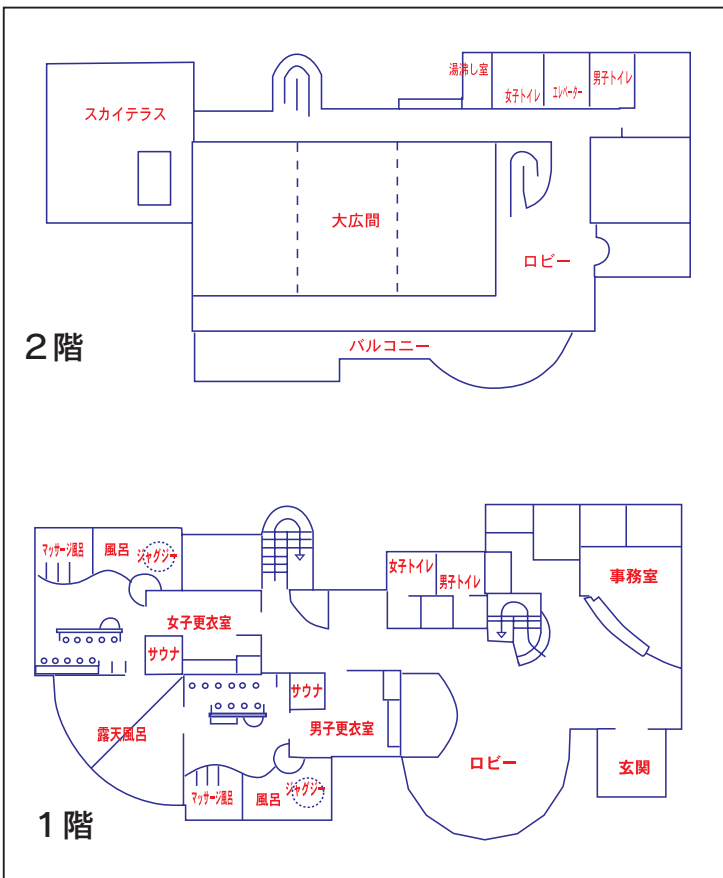 湯沸し室
女子トイレ
エレベーター
男子トイレ
スカイテラス
大広間
ロビー
バルコニー
2階
マッサージ風呂
風呂
ジャグジー
女子更衣室
サウナ
女子トイレ
男子トイレ
事務室
露天風呂
サウナ
男子更衣室
ロビー
玄関
マッサージ風呂
風呂
ジャグジー
1階